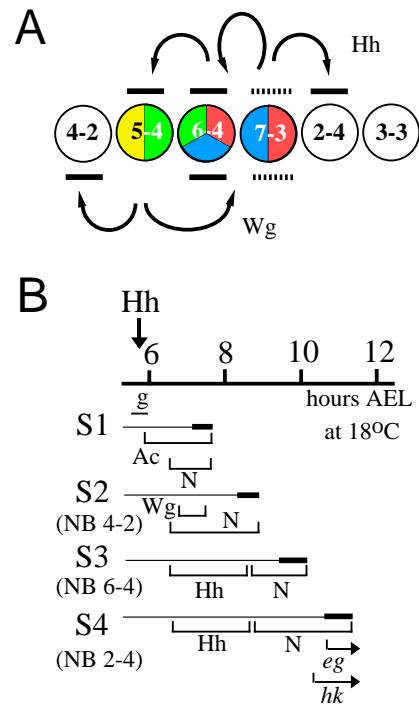 A
Hh
4-2 5-4 6-4 7-3 2-4 3-3
Wg
B
Hh
6 8 10 12
g
hours AEL
S1
at 18°C
Ac
N
S2
Wg
N
(NB 4-2)
S3
(NB 6-4)
Hh N
S4
(NB 2-4)
Hh N
eg
hk